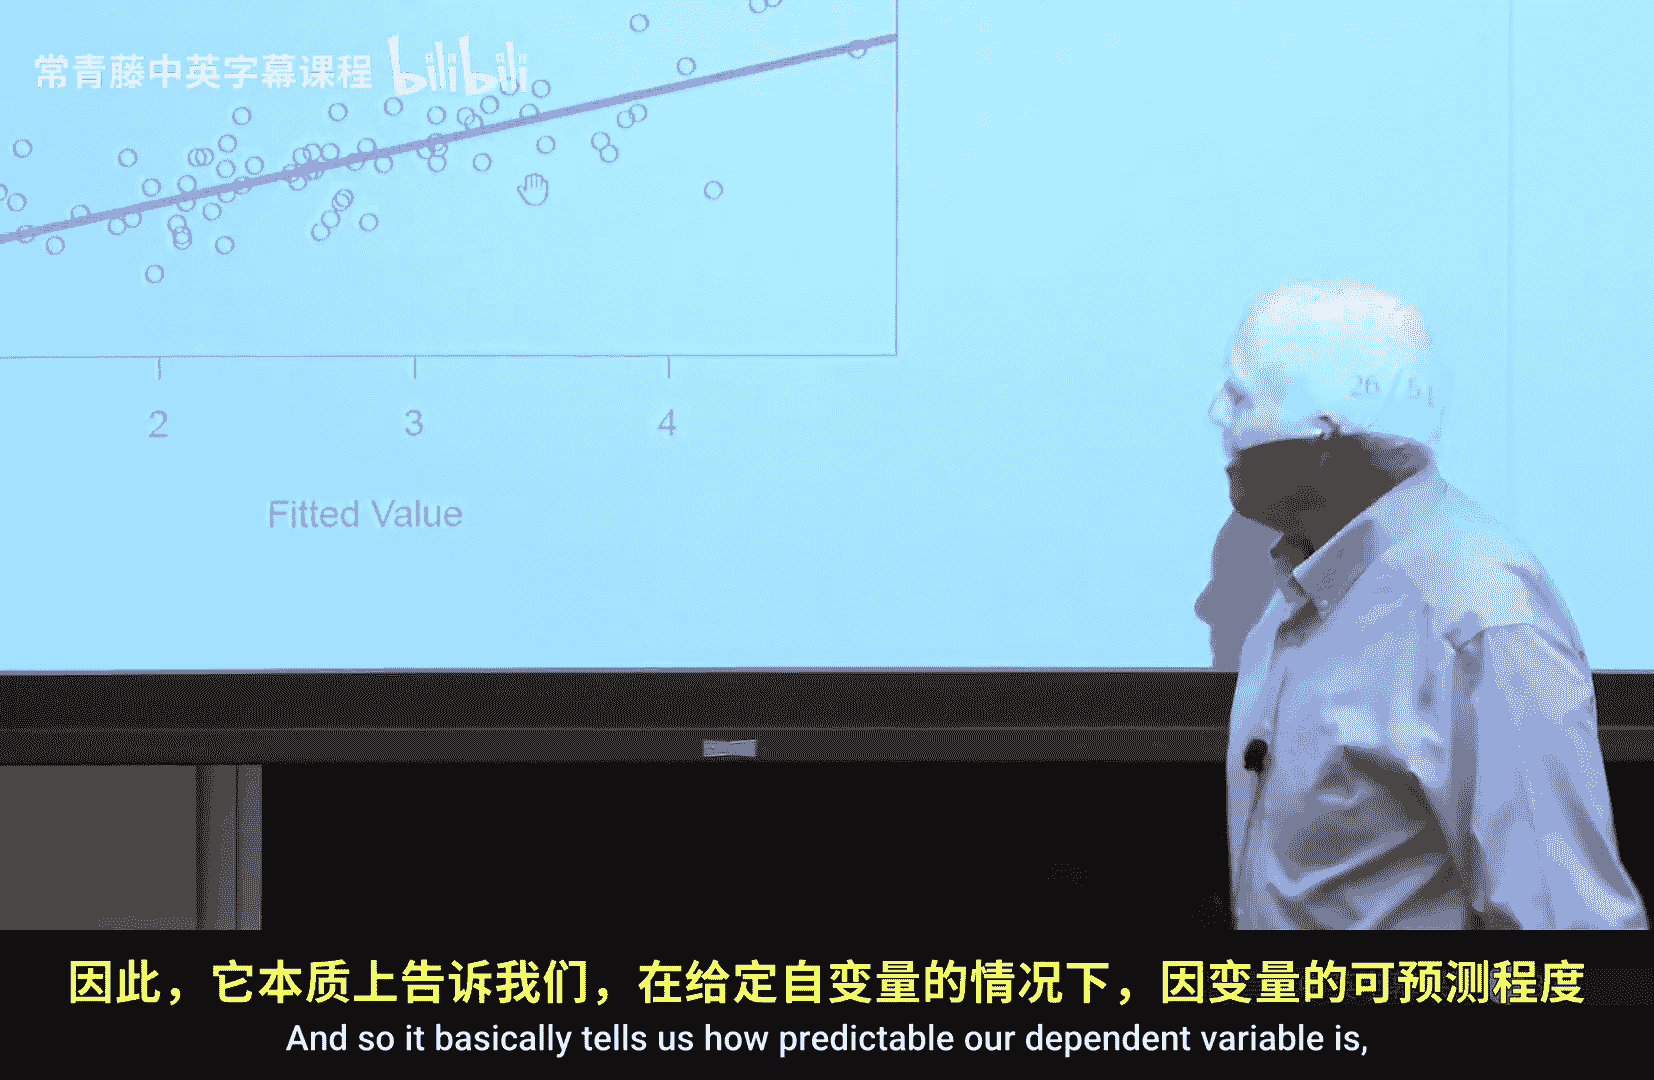 常青藤中英字幕课程 bilibili
26/51
2 3 4
Fitted Value
因此，它本质上告诉我们，在给定自变量的情况下，因变量的可预测程度
And so it basically tells us how predictable our dependent variable is,